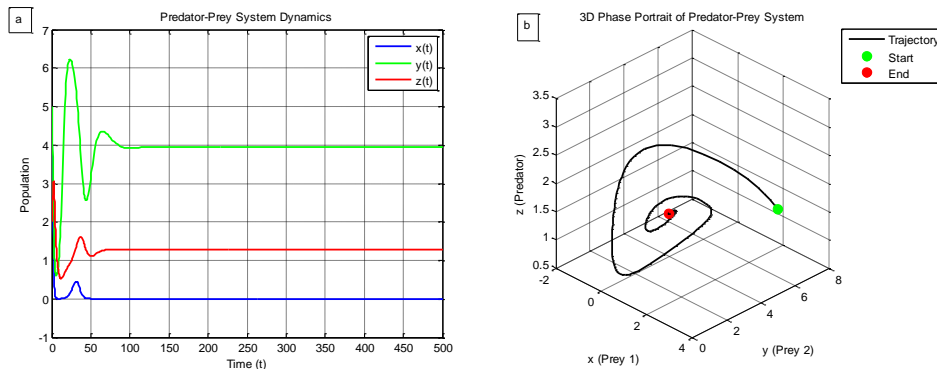 a
Predator-Prey System Dynamics
7
6
5
4
3
2
1
0
-1
Population
0 50 100 150 200 250 300 350 400 450 500
Time (t)
x(t)
y(t)
z(t)
b
3D Phase Portrait of Predator-Prey System
3.5
3
2.5
2
1.5
1
0.5
z (Predator)
-2
0
2
4
x (Prey 1)
0
2
4
6
8
y (Prey 2)
Trajectory
Start
End